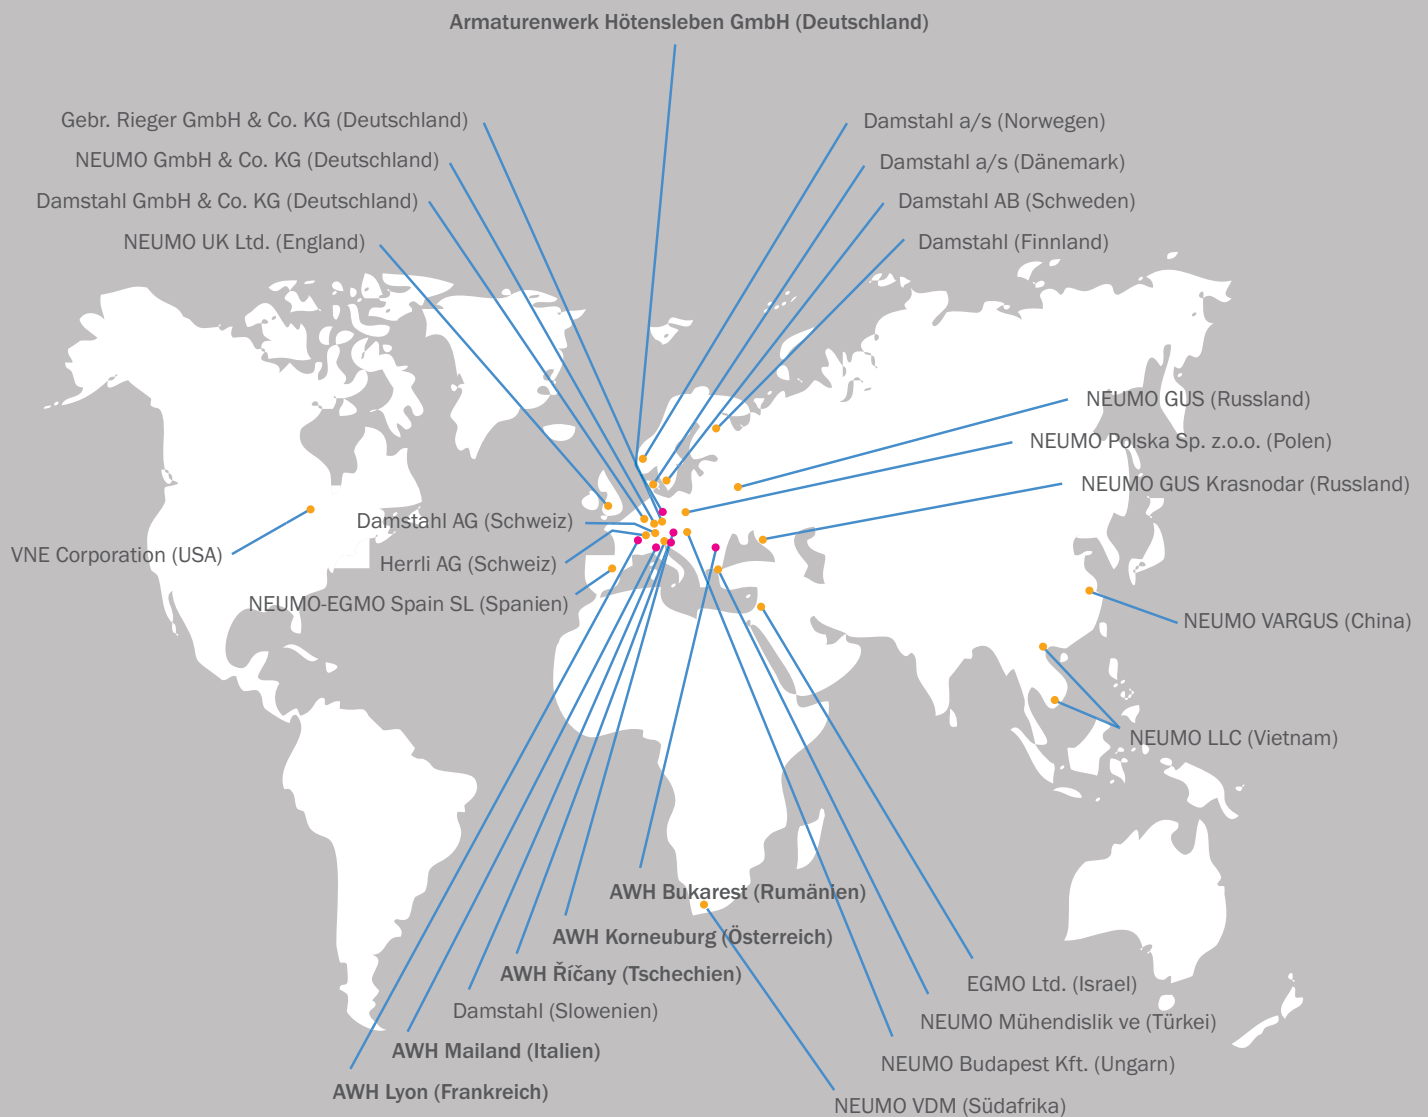 Armaturenwerk Hötensleben GmbH (Deutschland)
Gebr. Rieger GmbH & Co. KG (Deutschland)
NEUMO GmbH & Co. KG (Deutschland)
Damstahl GmbH & Co. KG (Deutschland)
NEUMO UK Ltd. (England)
Damstahl a/s (Norwegen)
Damstahl a/s (Dänemark)
Damstahl AB (Schweden)
Damstahl (Finnland)
NEUMO GUS (Russland)
NEUMO Polska Sp. z.o.o. (Polen)
NEUMO GUS Krasnodar (Russland)
Damstahl AG (Schweiz)
VNE Corporation (USA)
Herrli AG (Schweiz)
NEUMO-EGMO Spain SL (Spanien)
NEUMO VARGUS (China)
NEUMO LLC (Vietnam)
AWH Bukarest (Rumänien)
AWH Korneuburg (Österreich)
AWH Říčany (Tschechien)
Damstahl (Slowenien)
AWH Mailand (Italien)
AWH Lyon (Frankreich)
EGMO Ltd. (Israel)
NEUMO Mühendislik ve (Türkei)
NEUMO Budapest Kft. (Ungarn)
NEUMO VDM (Südafrika)